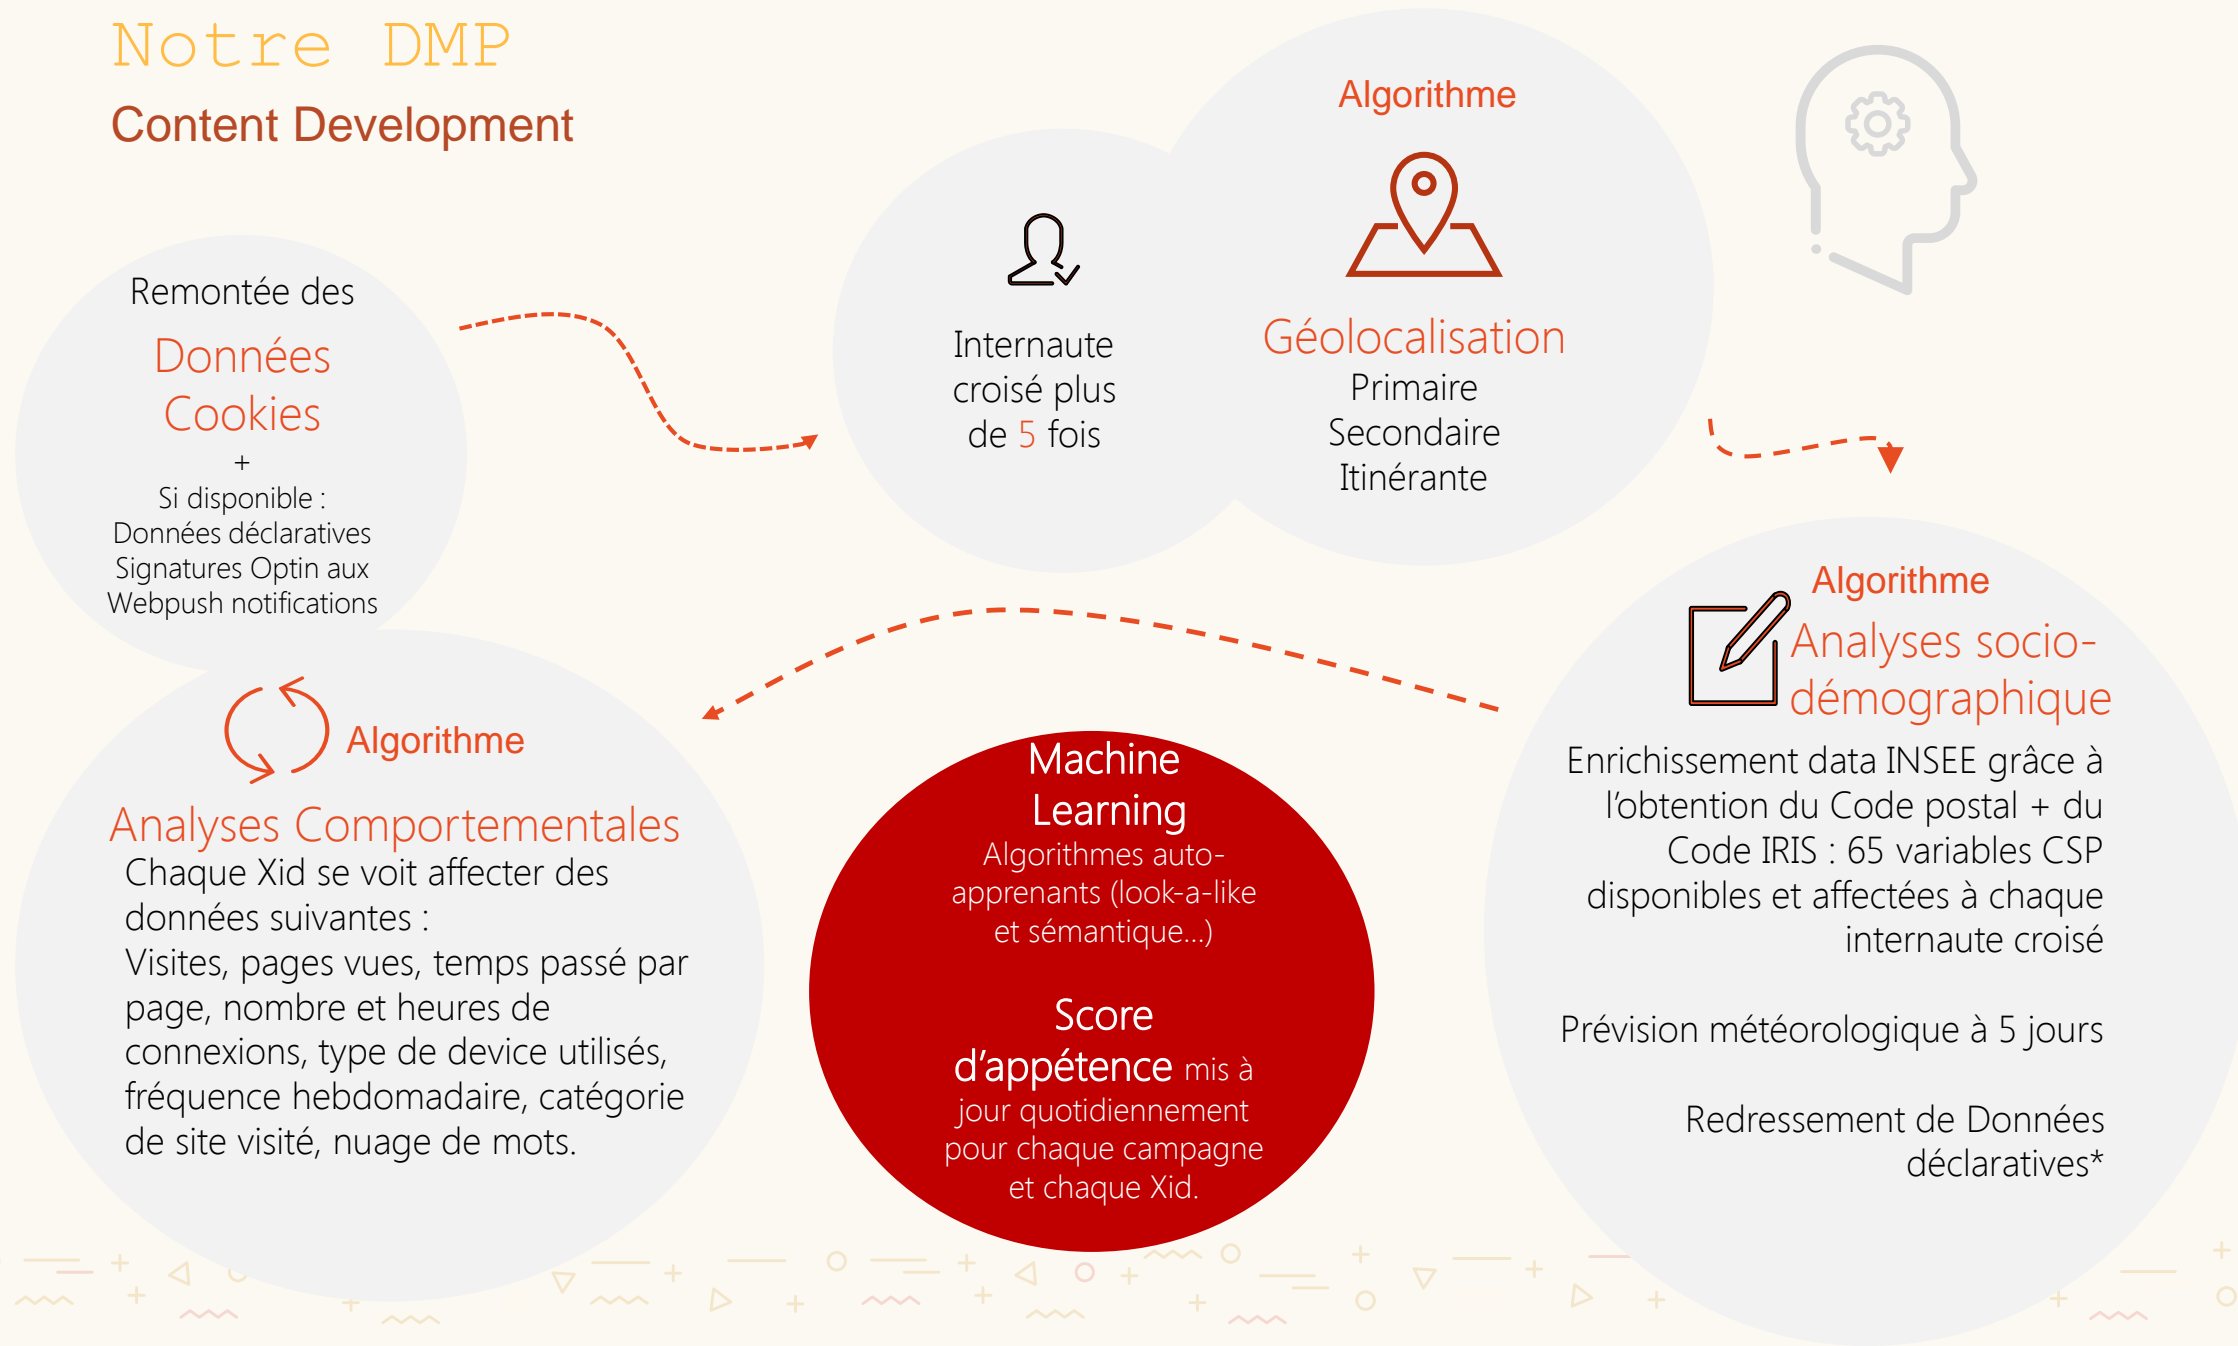 Notre DMP
Content Development
Remontée des
Données
Cookies
+
Si disponible :
Données déclaratives
Signatures Optin aux
Webpush notifications
Internaute
croisé plus
de 5 fois
Algorithme
Géolocalisation
Primaire
Secondaire
Itinérante
Algorithme
Analyses socio-
démographique
Enrichissement data INSEE grâce à
l’obtention du Code postal + du
Code IRIS : 65 variables CSP
disponibles et affectées à chaque
internaute croisé
Prévision météorologique à 5 jours
Redressement de Données
déclaratives*
Algorithme
Analyses Comportementales
Chaque Xid se voit affecter des
données suivantes :
Visites, pages vues, temps passé par
page, nombre et heures de
connexions, type de device utilisés,
fréquence hebdomadaire, catégorie
de site visité, nuage de mots.
Machine
Learning
Algorithmes auto-
apprenants (look-a-like
et sémantique…)
Score
d’appétence mis à
jour quotidiennement
pour chaque campagne
et chaque Xid.